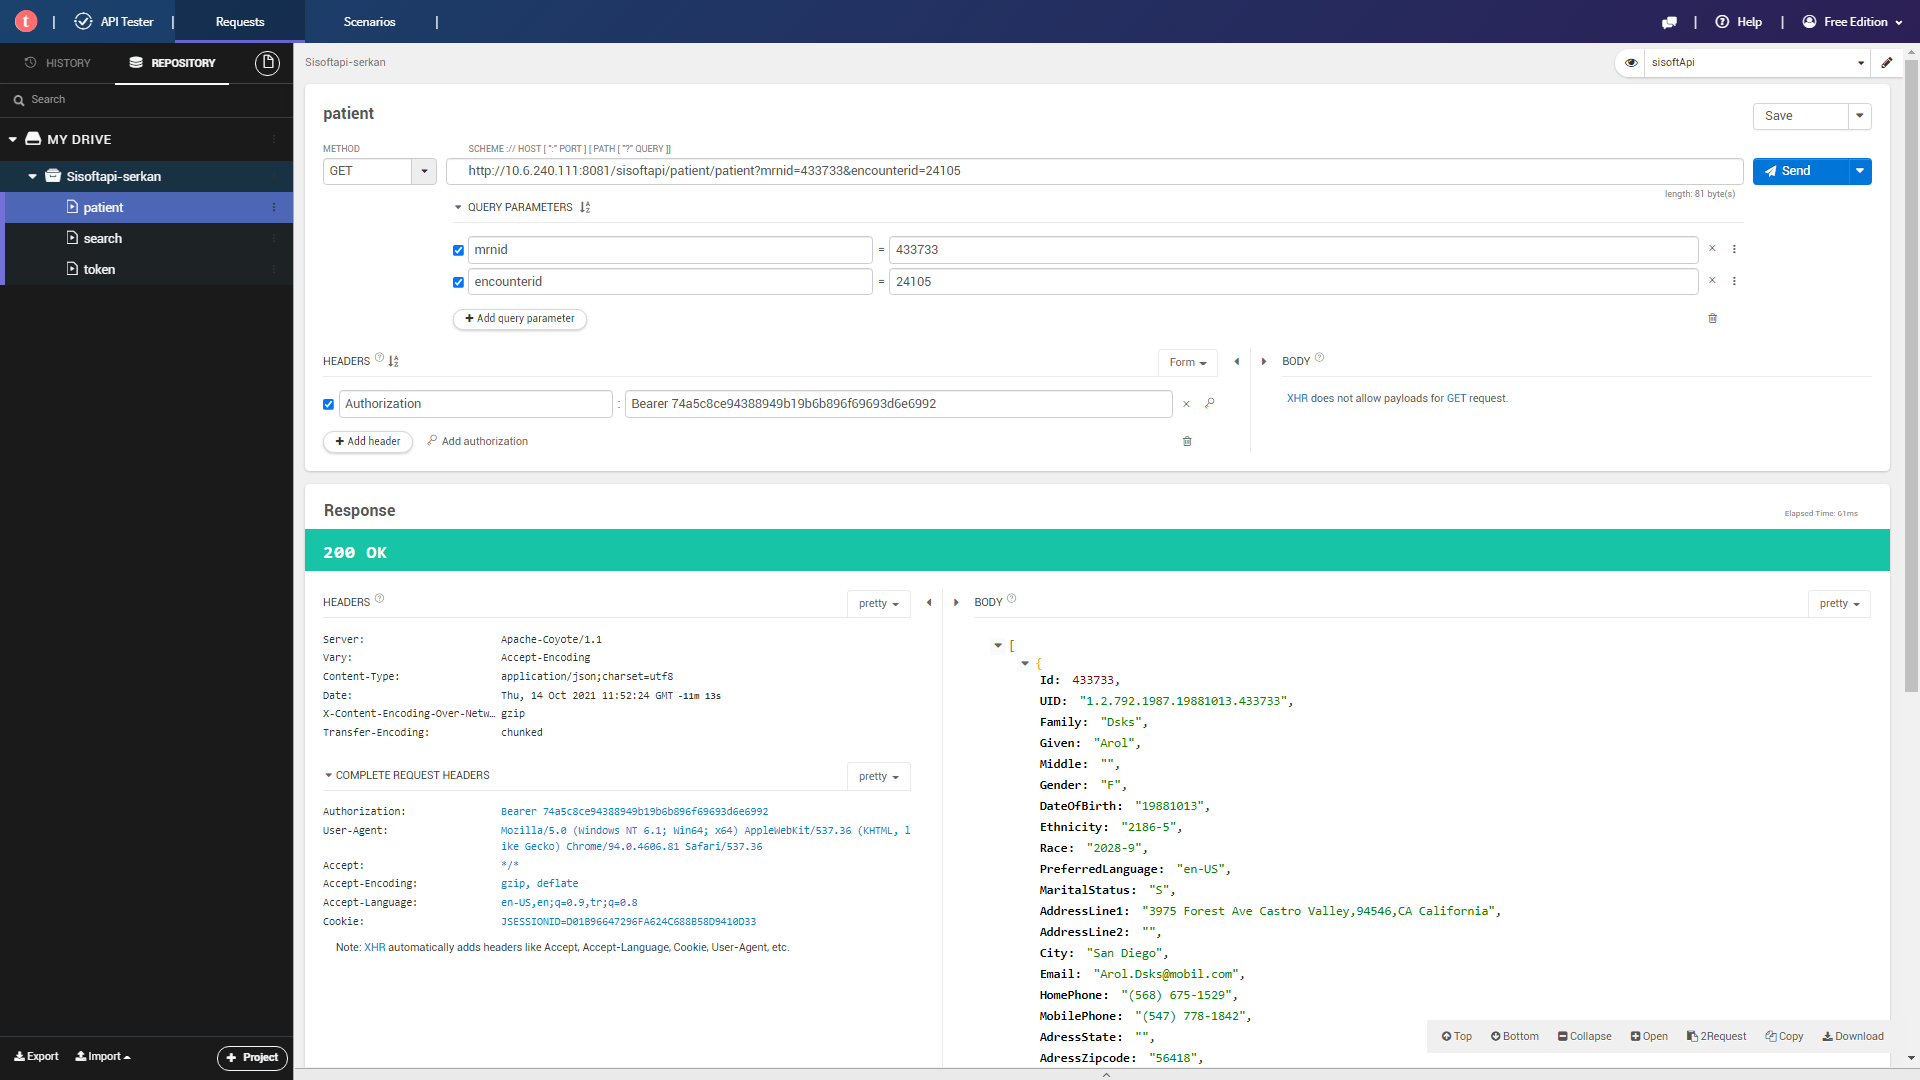 t | API Tester | Requests Scenarios | | Help | Free Edition
HISTORY REPOSITORY
Search
MY DRIVE
Sisoftapi-serkan
patient
search
token
Export Import + Project
Sisoftapi-serkan
sisoftApi
patient
Save
METHOD SCHEME :// HOST [ ":" PORT ] [ PATH [ "?" QUERY ]]
GET http://10.6.240.111:8081/sisoftapi/patient/patient?mrnid=433733&encounterid=24105 Send
length: 81 byte(s)
QUERY PARAMETERS
mrnid = 433733 ×
encounterid = 24105 ×
+ Add query parameter
HEADERS ? Form
Authorization : Bearer 74a5c8ce94388949b19b6b896f69693d6e6992 ×
+ Add header Add authorization
BODY ?
XHR does not allow payloads for GET request.
Response
Elapsed Time: 61ms
200 OK
HEADERS ? pretty
Server: Apache-Coyote/1.1
Vary: Accept-Encoding
Content-Type: application/json;charset=utf8
Date: Thu, 14 Oct 2021 11:52:24 GMT -11m 13s
X-Content-Encoding-Over-Netw… gzip
Transfer-Encoding: chunked
COMPLETE REQUEST HEADERS pretty
Authorization: Bearer 74a5c8ce94388949b19b6b896f69693d6e6992
User-Agent: Mozilla/5.0 (Windows NT 6.1; Win64; x64) AppleWebKit/537.36 (KHTML, l
ike Gecko) Chrome/94.0.4606.81 Safari/537.36
Accept: */*
Accept-Encoding: gzip, deflate
Accept-Language: en-US,en;q=0.9,tr;q=0.8
Cookie: JSESSIONID=D01B96647296FA624C688B58D9410D33
Note: XHR automatically adds headers like Accept, Accept-Language, Cookie, User-Agent, etc.
BODY ? pretty
[
{
Id: 433733,
UID: "1.2.792.1987.19881013.433733",
Family: "Dsks",
Given: "Arol",
Middle: "",
Gender: "F",
DateOfBirth: "19881013",
Ethnicity: "2186-5",
Race: "2028-9",
PreferredLanguage: "en-US",
MaritalStatus: "S",
AddressLine1: "3975 Forest Ave Castro Valley,94546,CA California",
AddressLine2: "",
City: "San Diego",
Email: "Arol.Dsks@mobil.com",
HomePhone: "(568) 675-1529",
MobilePhone: "(547) 778-1842",
AdressState: "",
AdressZipcode: "56418",
Top Bottom Collapse Open 2Request Copy Download